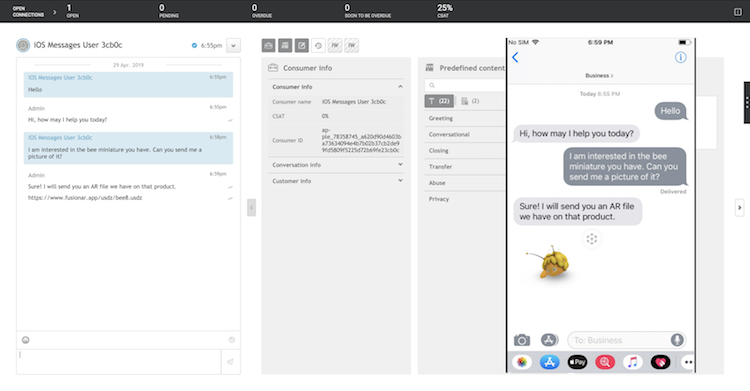 OPEN
CONNECTIONS
1
OPEN
0
PENDING
0
OVERDUE
0
SOON TO BE OVERDUE
25%
CSAT
iOS Messages User 3cb0c
6:55pm
29 Apr. 2019
iOS Messages User 3cb0c 6:55pm
Hello
Admin 6:55pm
Hi, how may I help you today?
iOS Messages User 3cb0c 6:58pm
I am interested in the bee miniature you have. Can you send me a
picture of it?
Admin 6:59pm
Sure! I will send you an AR file we have on that product.
https://www.fusionar.app/usdz/bee8.usdz
Consumer Info
Consumer Info
Consumer name iOS Messages User 3cb0c
CSAT 0%
Consumer ID
Conversation Info
Customer Info
Predefined content
(22)
(2)
Greeting
Conversational
Closing
Transfer
Abuse
Privacy
No SIM 6:59 PM
Business
Today 6:55 PM
Hello
Hi, how may I help you today?
I am interested in the bee
miniature you have. Can you
send me a picture of it?
Delivered
Sure! I will send you an AR file
we have on that product.
To: Business
Pay